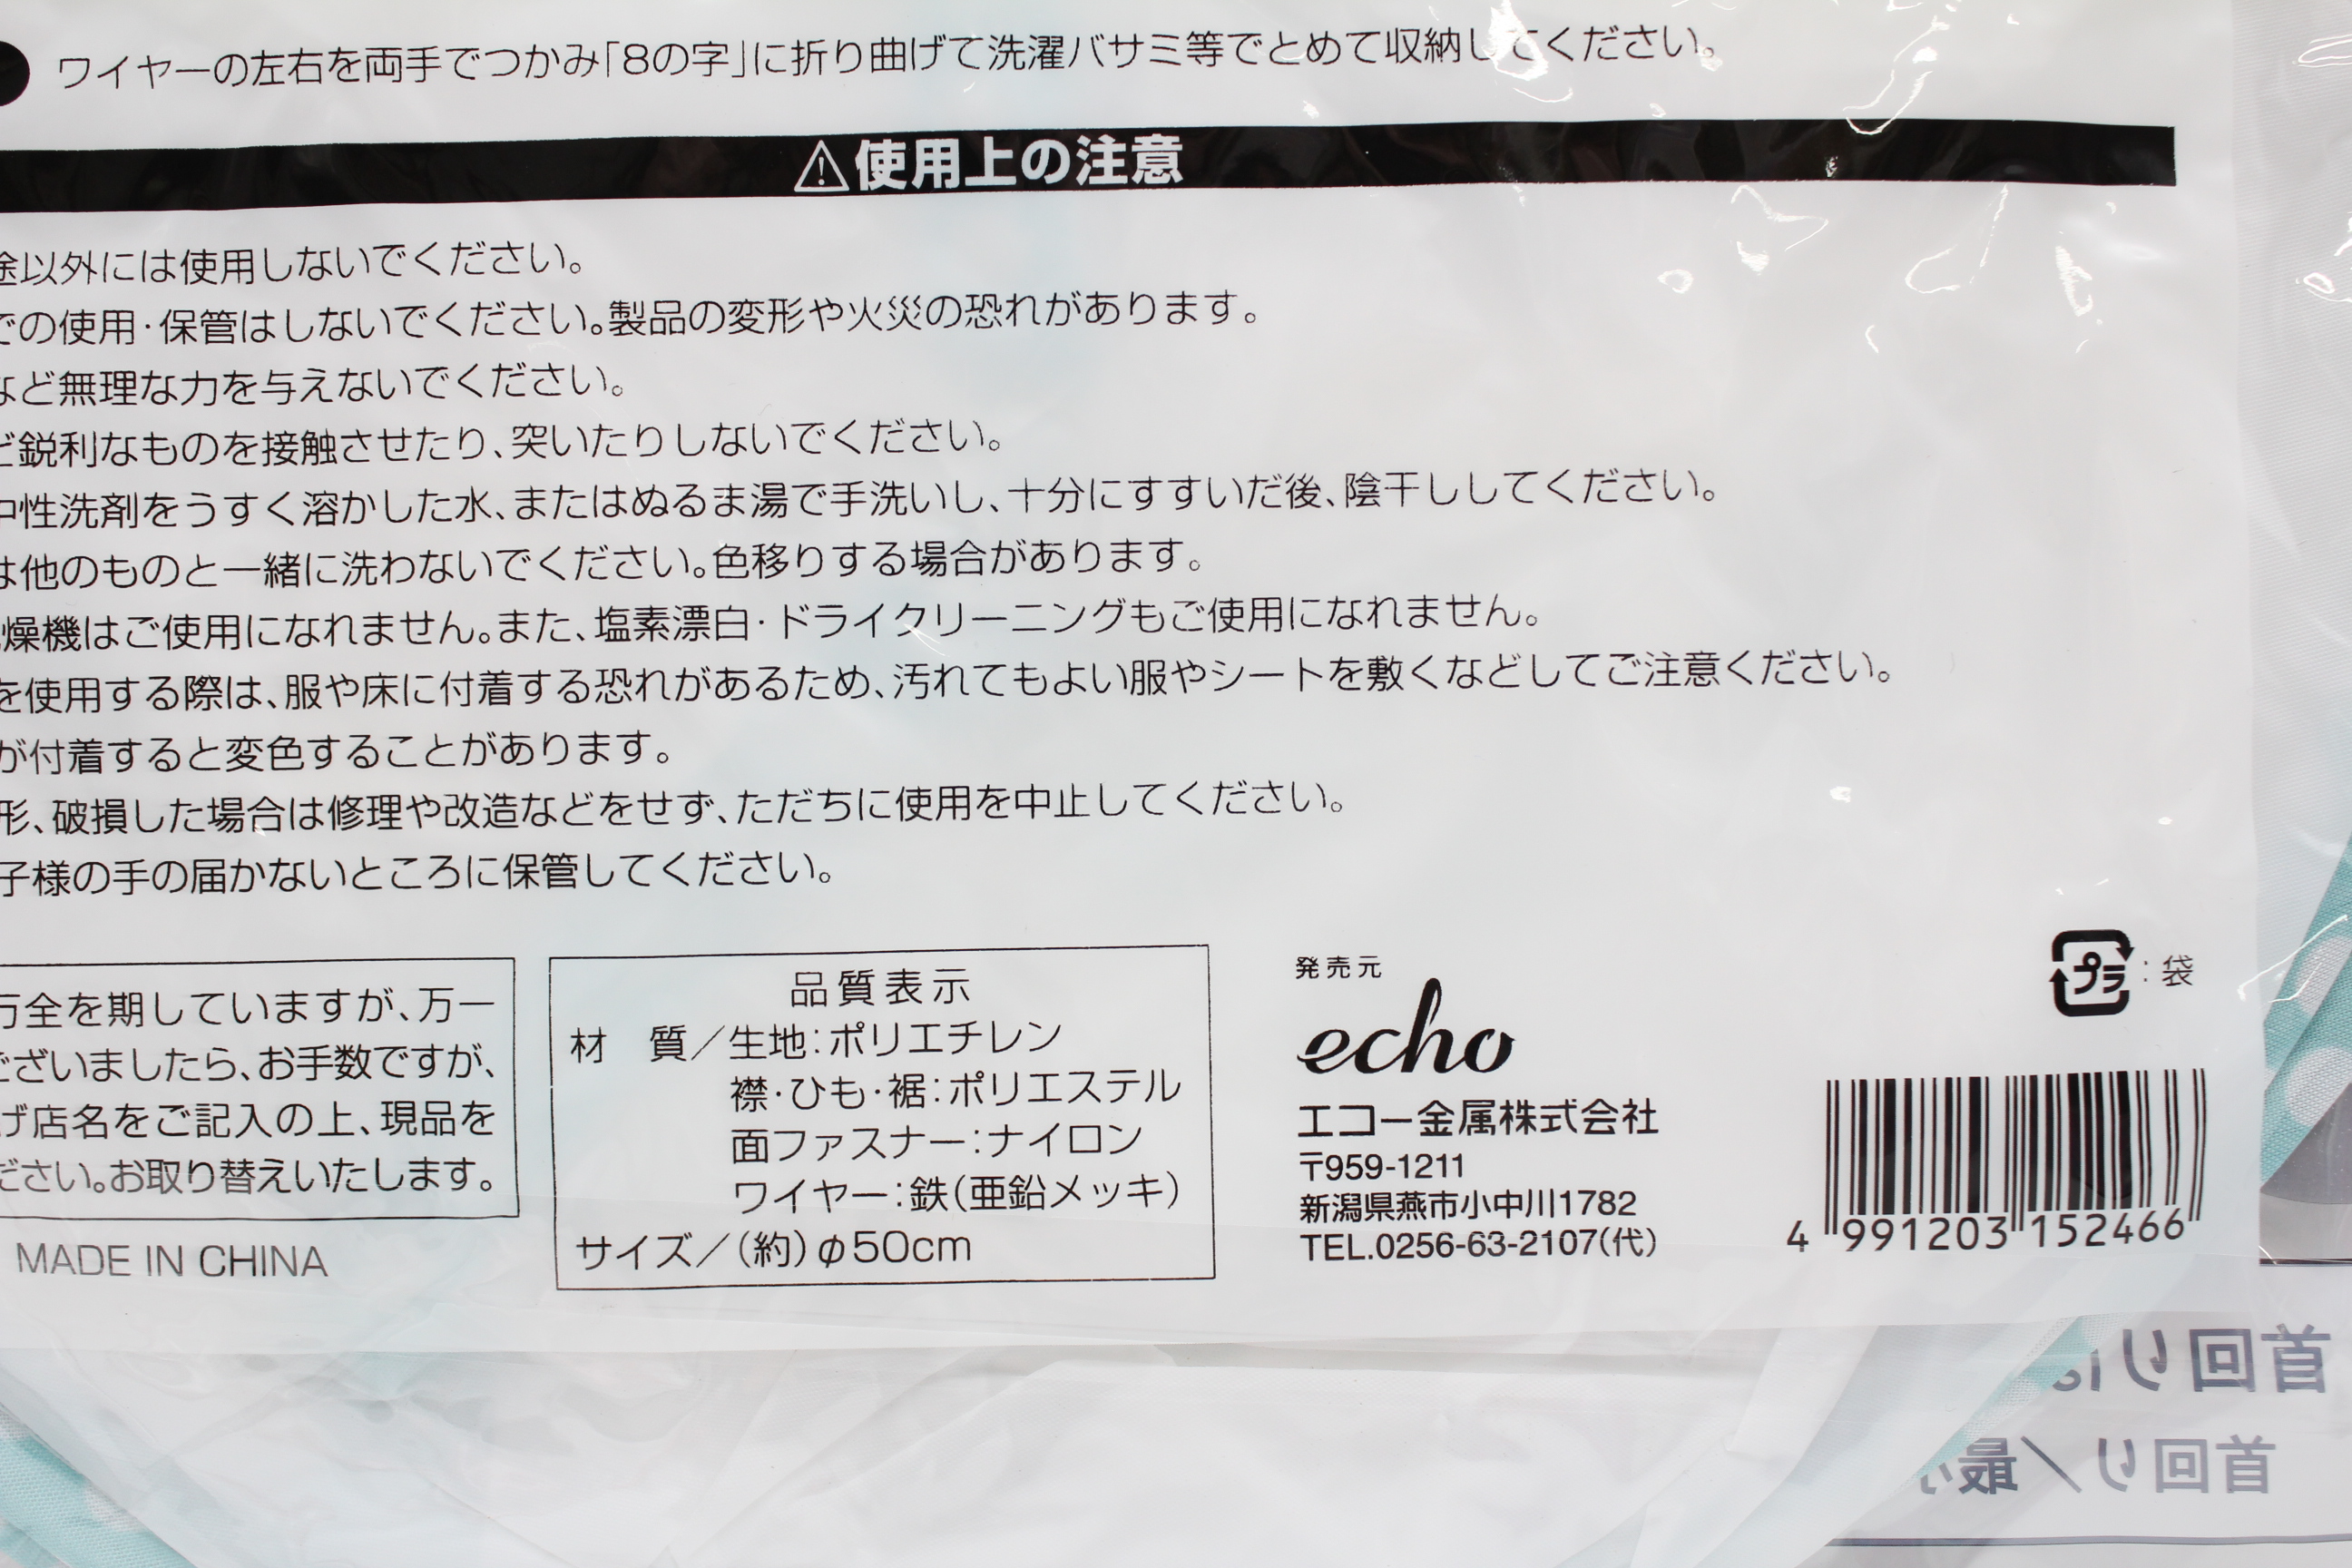 ワイヤーの左右を両手でつかみ「8の字」に折り曲げて洗濯バサミ等でとめて収納してください。
⚠使用上の注意
途以外には使用しないでください。
での使用・保管はしないでください。製品の変形や火災の恐れがあります。
など無理な力を与えないでください。
ど鋭利なものを接触させたり、突いたりしないでください。
中性洗剤をうすく溶かした水、またはぬるま湯で手洗いし、十分にすすいだ後、陰干ししてください。
は他のものと一緒に洗わないでください。色移りする場合があります。
燥機はご使用になれません。また、塩素漂白・ドライクリーニングもご使用になれません。
を使用する際は、服や床に付着する恐れがあるため、汚れてもよい服やシートを敷くなどしてご注意ください。
が付着すると変色することがあります。
形、破損した場合は修理や改造などをせず、ただちに使用を中止してください。
子様の手の届かないところに保管してください。
万全を期していますが、万一
ございましたら、お手数ですが、
げ店名をご記入の上、現品を
ださい。お取り替えいたします。
MADE IN CHINA
品質表示
材 質／生地:ポリエチレン
襟・ひも・裾:ポリエステル
面ファスナー:ナイロン
ワイヤー:鉄(亜鉛メッキ)
サイズ／(約)φ50cm
発売元
echo
エコー金属株式会社
〒959-1211
新潟県燕市小中川1782
TEL.0256-63-2107(代)
プラ:袋
4 991203 152466
首回りは
首回り／最